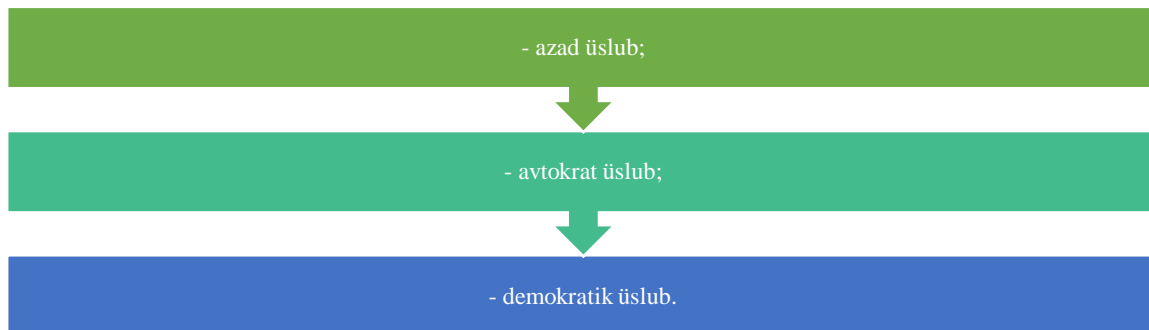 - azad üslub;
- avtokrat üslub;
- demokratik üslub.